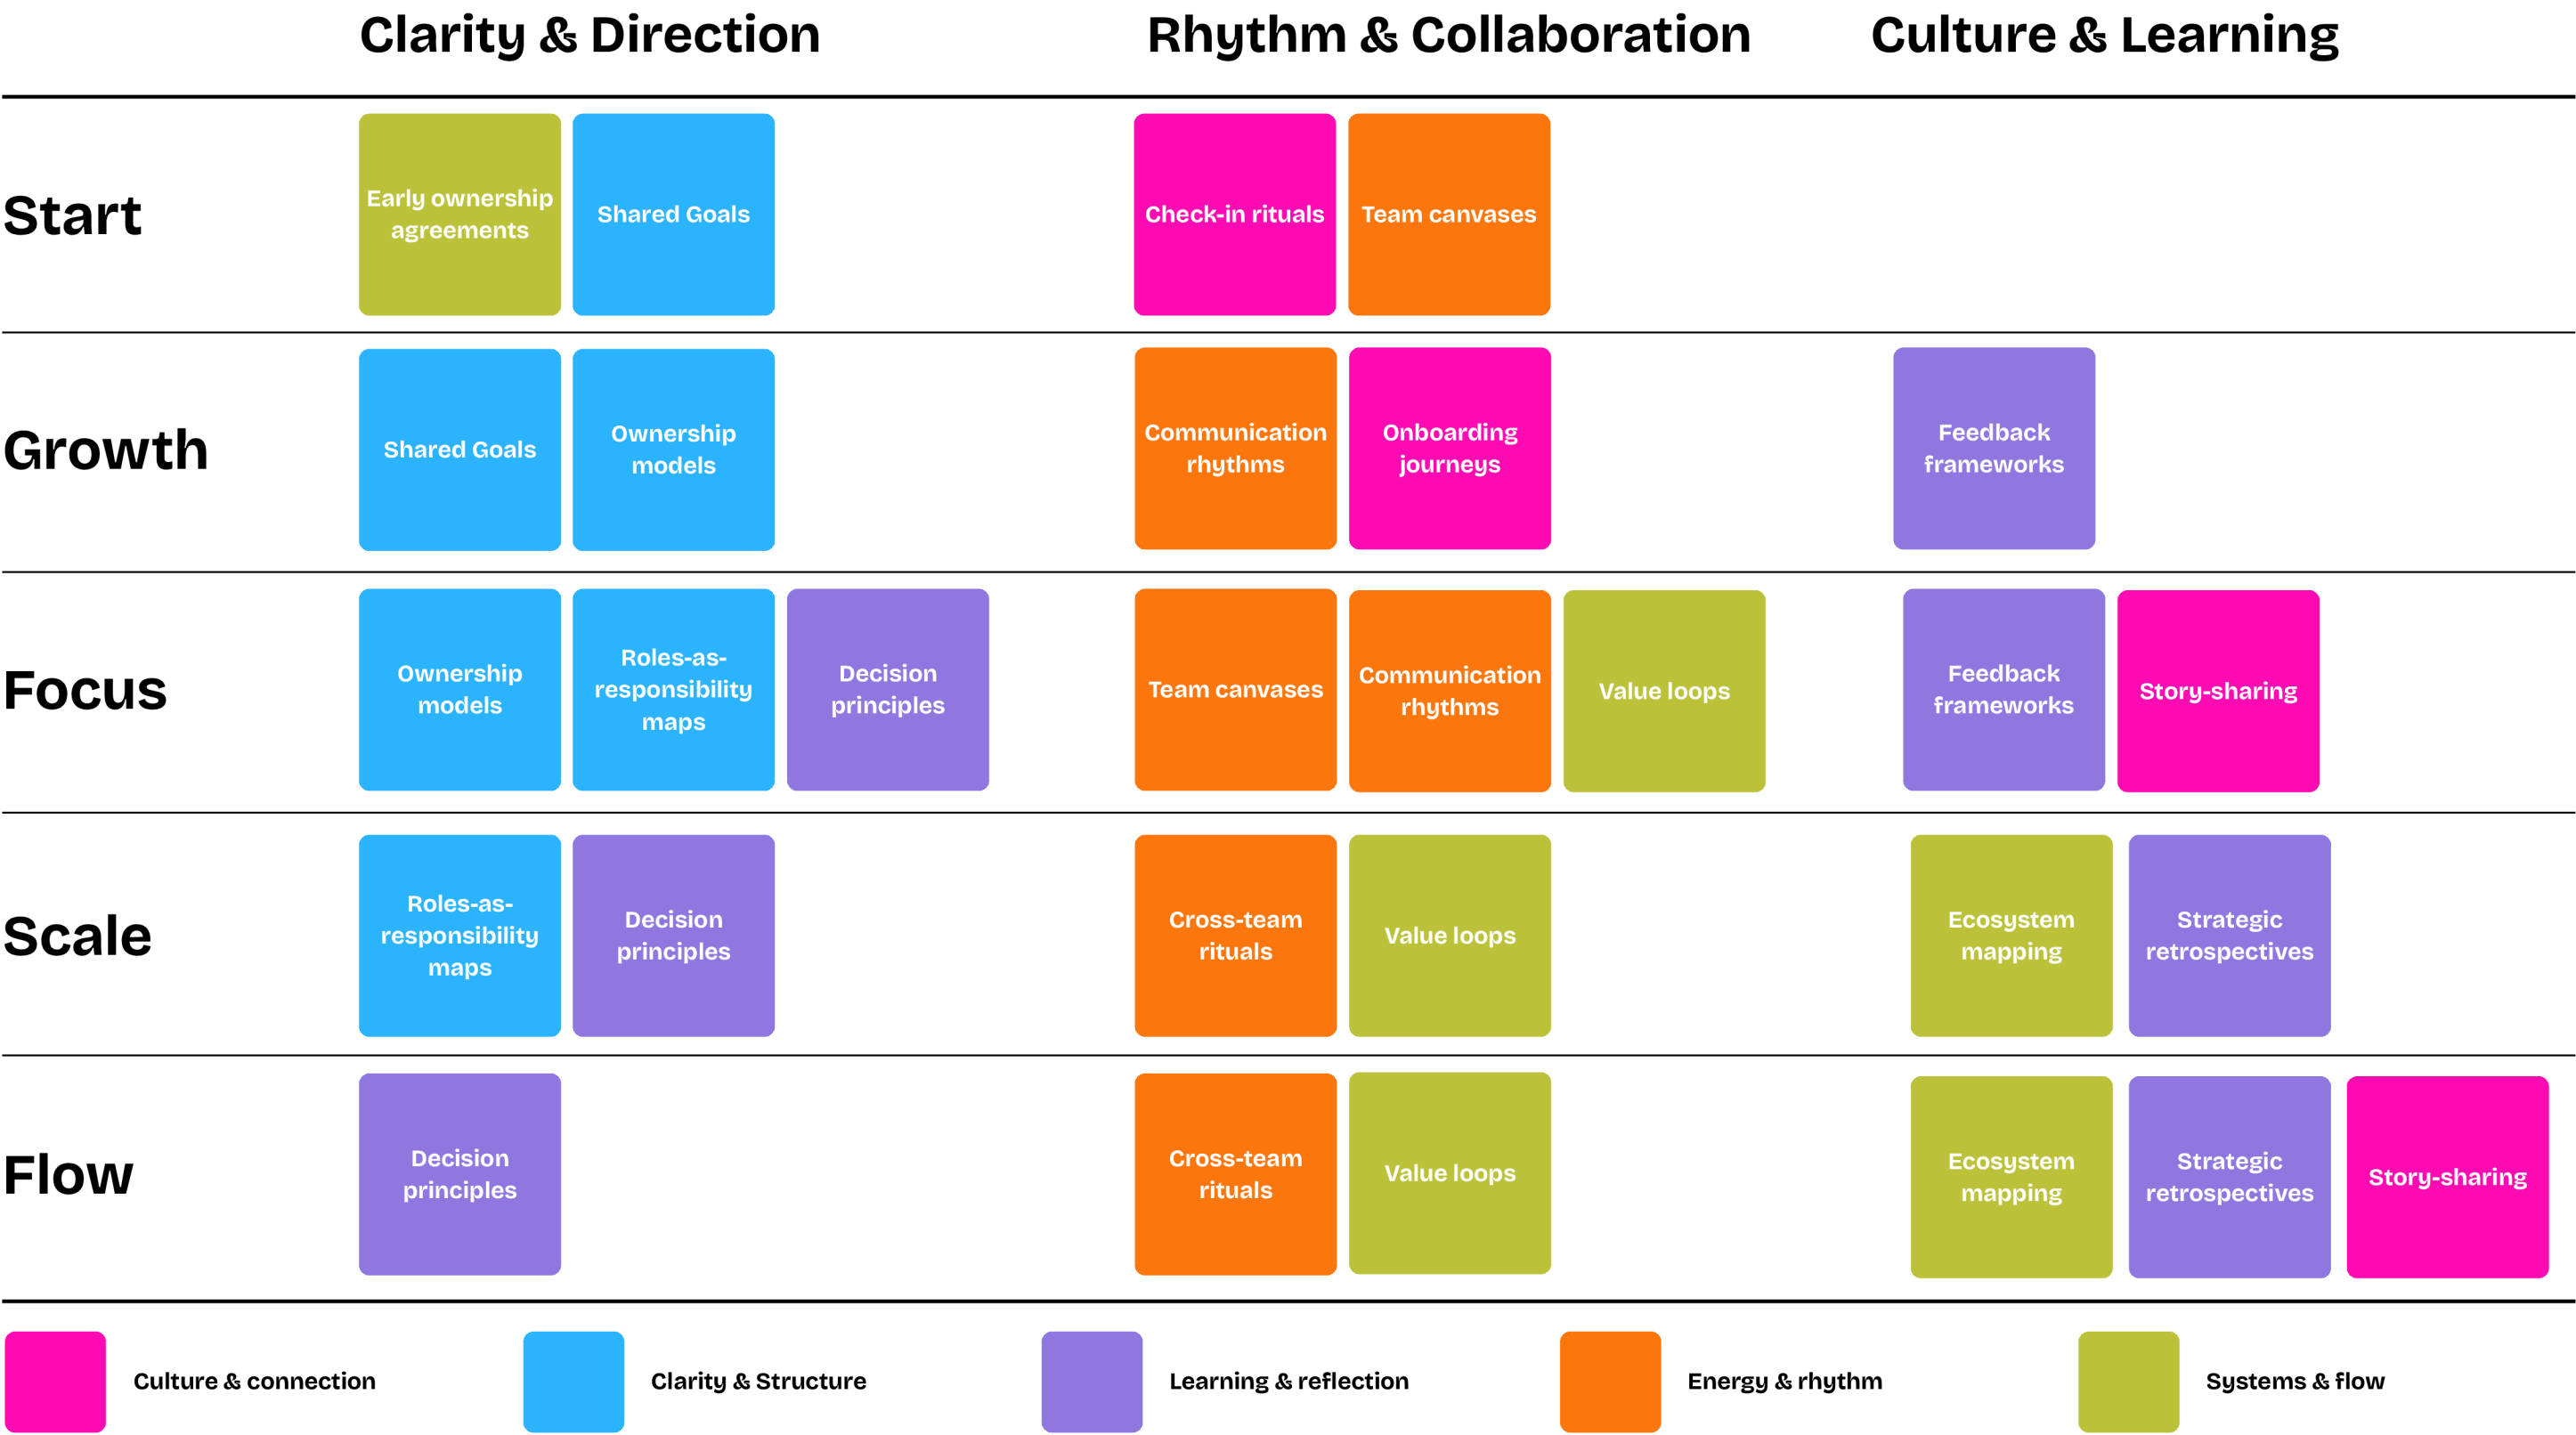 Clarity & Direction
Rhythm & Collaboration
Culture & Learning
Start
Early ownership
agreements
Shared Goals
Check-in rituals
Team canvases
Growth
Shared Goals
Ownership
models
Communication
rhythms
Onboarding
journeys
Feedback
frameworks
Focus
Ownership
models
Roles-as-
responsibility
maps
Decision
principles
Team canvases
Communication
rhythms
Value loops
Feedback
frameworks
Story-sharing
Scale
Roles-as-
responsibility
maps
Decision
principles
Cross-team
rituals
Value loops
Ecosystem
mapping
Strategic
retrospectives
Flow
Decision
principles
Cross-team
rituals
Value loops
Ecosystem
mapping
Strategic
retrospectives
Story-sharing
Culture & connection
Clarity & Structure
Learning & reflection
Energy & rhythm
Systems & flow